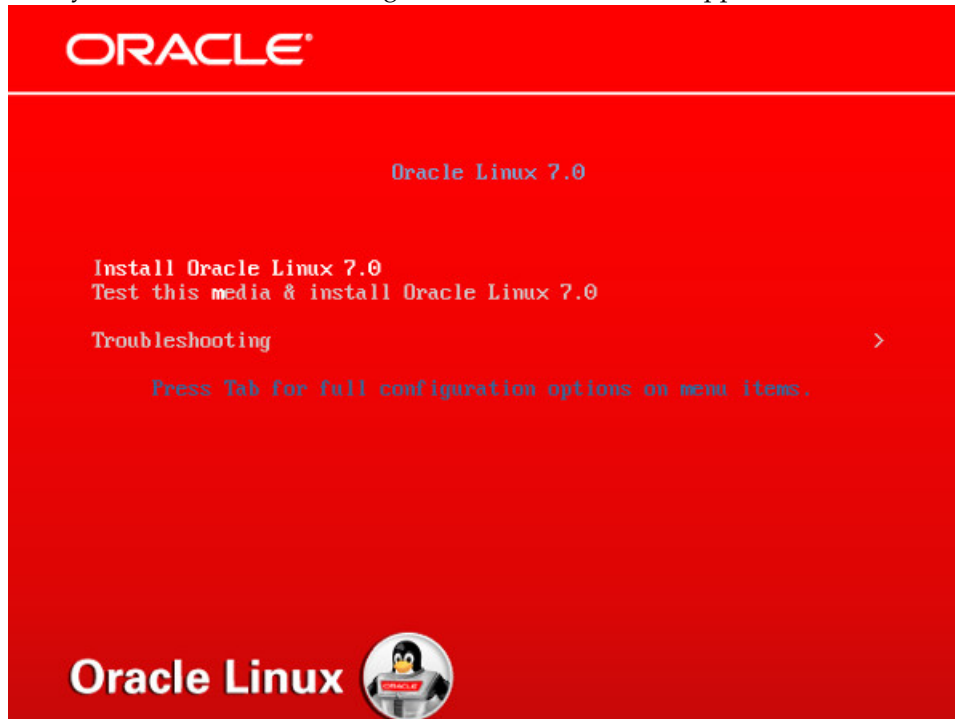 ORACLE®
Oracle Linux 7.0
Install Oracle Linux 7.0
Test this media & install Oracle Linux 7.0
Troubleshooting >
Press Tab for full configuration options on menu items.
Oracle Linux
ORACLE